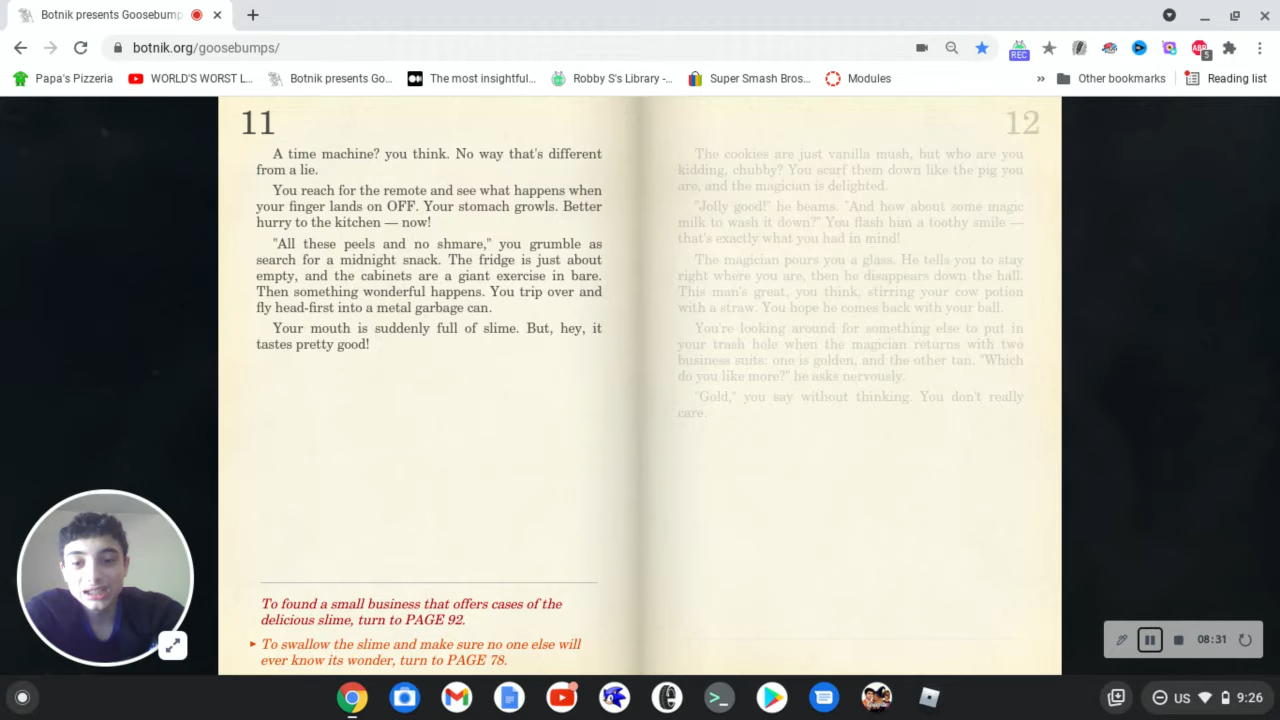 Botnik presents Goosebump
botnik.org/goosebumps/
REC
5
Papa's Pizzeria
WORLD'S WORST L...
Botnik presents Go...
The most insightful...
Robby S's Library -...
Super Smash Bros...
Modules
»
Other bookmarks
Reading list
11
A time machine? you think. No way that's different
from a lie.
You reach for the remote and see what happens when
your finger lands on OFF. Your stomach growls. Better
hurry to the kitchen — now!
"All these peels and no shmare," you grumble as
search for a midnight snack. The fridge is just about
empty, and the cabinets are a giant exercise in bare.
Then something wonderful happens. You trip over and
fly head-first into a metal garbage can.
Your mouth is suddenly full of slime. But, hey, it
tastes pretty good!
To found a small business that offers cases of the
delicious slime, turn to PAGE 92.
To swallow the slime and make sure no one else will
ever know its wonder, turn to PAGE 78.
12
The cookies are just vanilla mush, but who are you
kidding, chubby? You scarf them down like the pig you
are, and the magician is delighted.
"Jolly good!" he beams. "And how about some magic
milk to wash it down?" You flash him a toothy smile —
that's exactly what you had in mind!
The magician pours you a glass. He tells you to stay
right where you are, then he disappears down the hall.
This man's great, you think, stirring your cow potion
with a straw. You hope he comes back with your ball.
You're looking around for something else to put in
your trash hole when the magician returns with two
business suits: one is golden, and the other tan. "Which
do you like more?" he asks nervously.
"Gold," you say without thinking. You don't really
care.
08:31
US
9:26